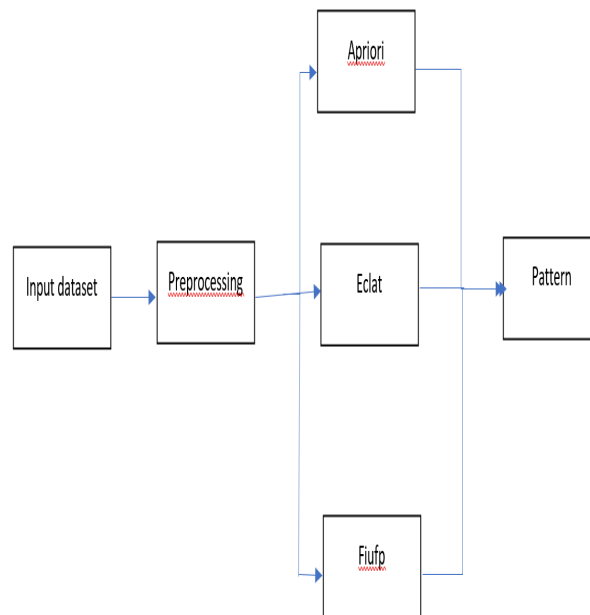 Apriori
Input dataset
Preprocessing
Eclat
Pattern
Fiufp